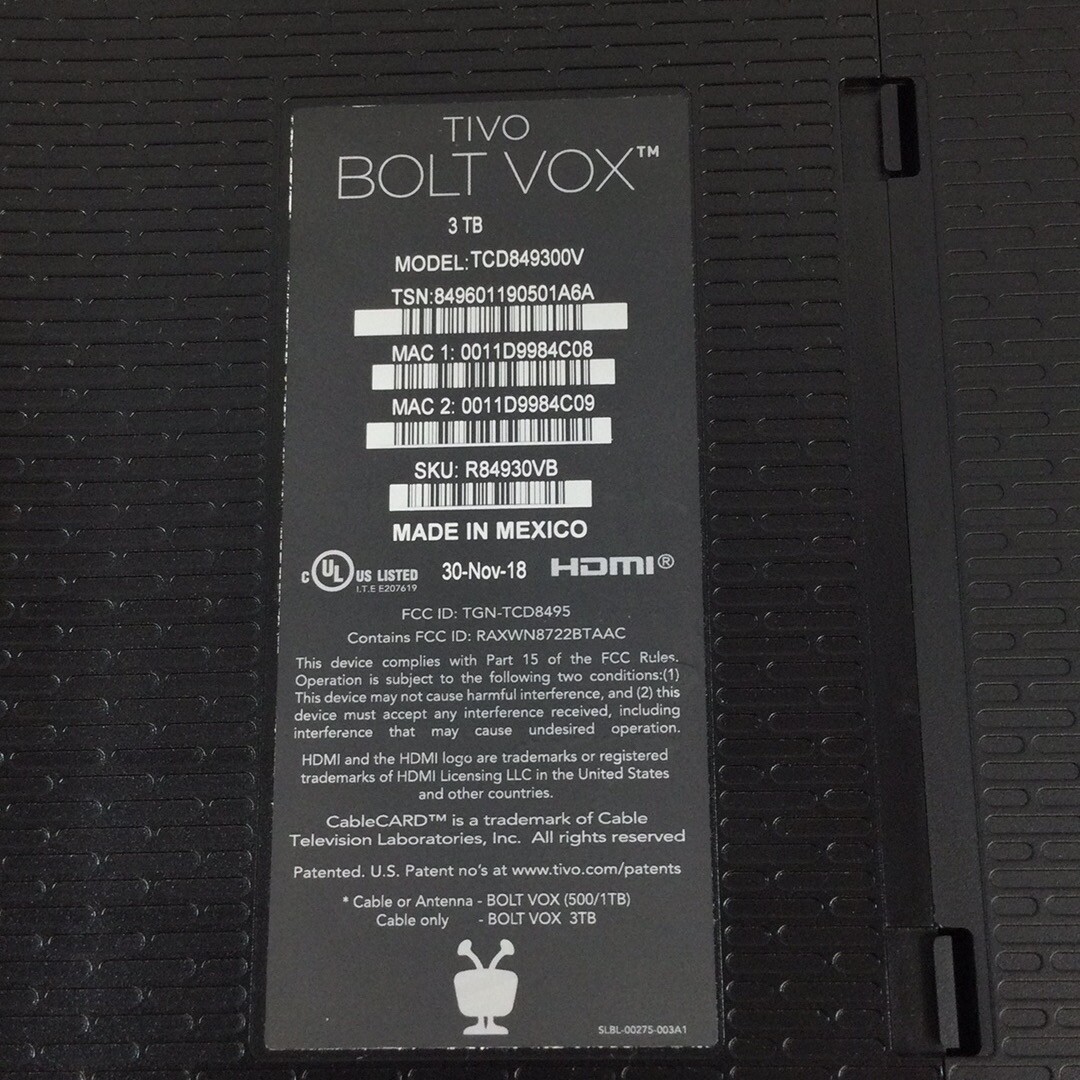 TIVO
BOLT VOX™
3 TB
MODEL: TCD849300V
TSN:849601190501A6A
MAC 1: 0011D9984C08
MAC 2: 0011D9984C09
SKU: R84930VB
MADE IN MEXICO
C UL US LISTED 30-Nov-18 HDMI®
I.T.E E207619
FCC ID: TGN-TCD8495
Contains FCC ID: RAXWN8722BTAAC
This device complies with Part 15 of the FCC Rules.
Operation is subject to the following two conditions:(1)
This device may not cause harmful interference, and (2) this
device must accept any interference received, including
interference that may cause undesired operation.
HDMI and the HDMI logo are trademarks or registered
trademarks of HDMI Licensing LLC in the United States
and other countries.
CableCARD™ is a trademark of Cable
Television Laboratories, Inc. All rights reserved
Patented. U.S. Patent no's at www.tivo.com/patents
* Cable or Antenna - BOLT VOX (500/1TB)
Cable only - BOLT VOX 3TB
SLBL-00275-003A1